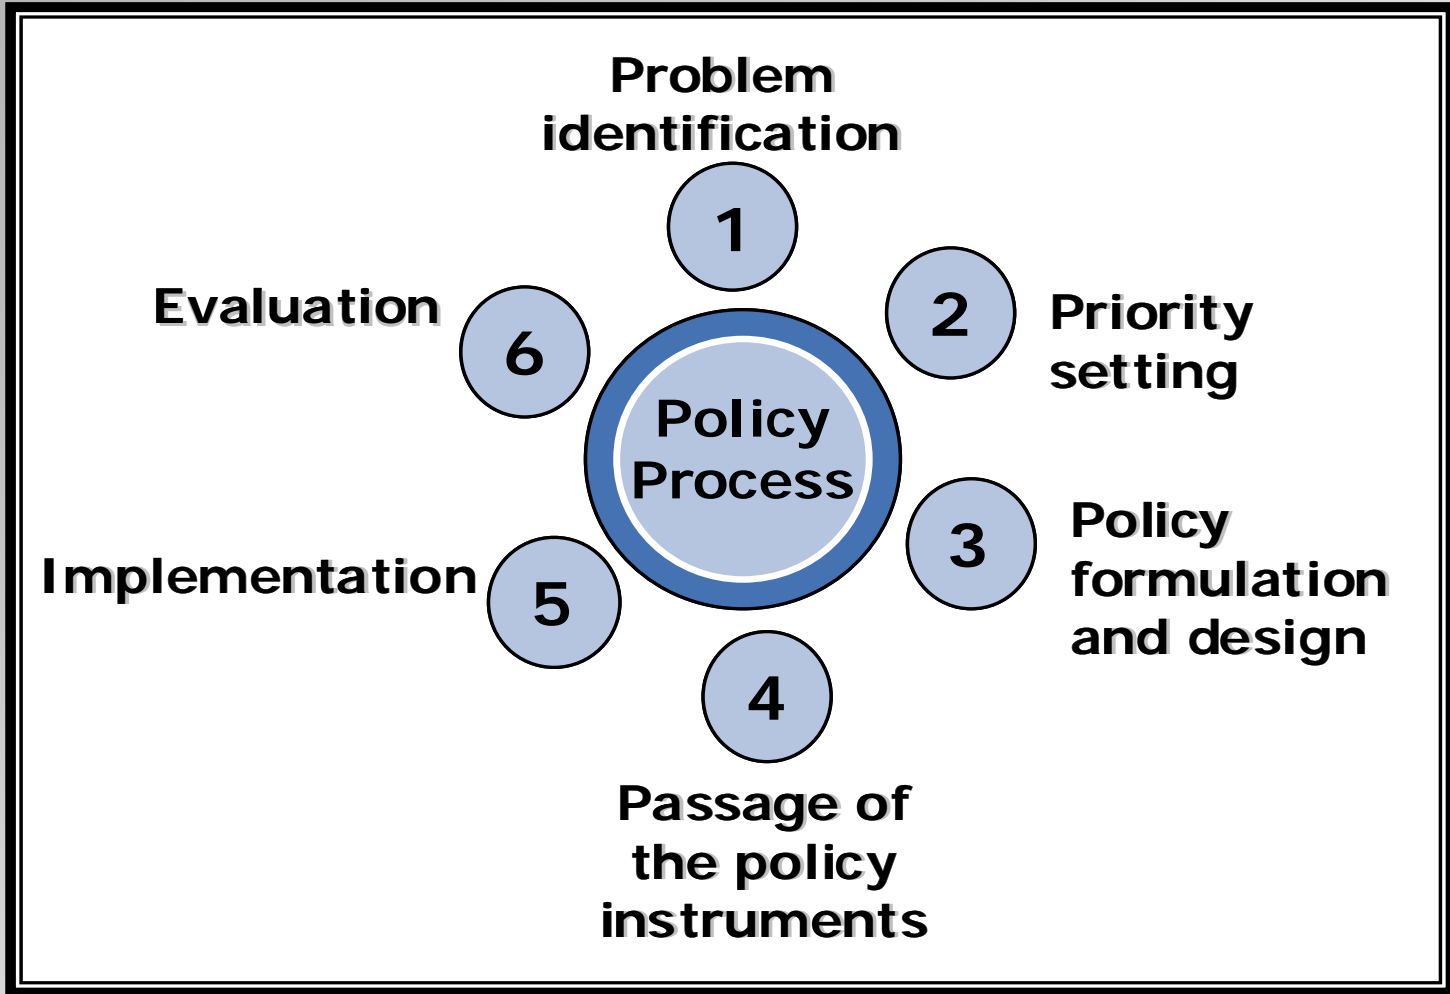 Problem
identification
1
2
Priority
setting
3
Policy
formulation
and design
4
Passage of
the policy
instruments
5
Implementation
6
Evaluation
Policy
Process